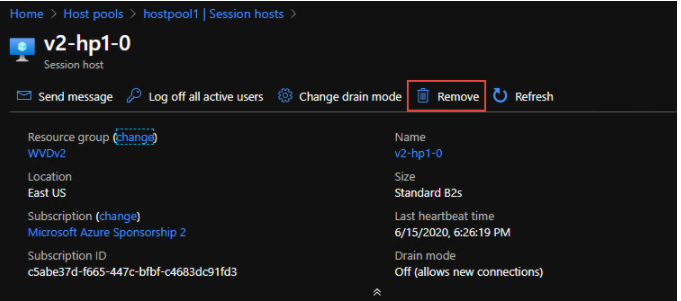 Home > Host pools > hostpool1 | Session hosts >
v2-hp1-0
Session host
Send message Log off all active users Change drain mode Remove Refresh
Resource group (change) Name
WVDv2 v2-hp1-0
Location Size
East US Standard B2s
Subscription (change) Last heartbeat time
Microsoft Azure Sponsorship 2 6/15/2020, 6:26:19 PM
Subscription ID Drain mode
c5abe37d-f665-447c-bfbf-c4683dc91fd3 Off (allows new connections)